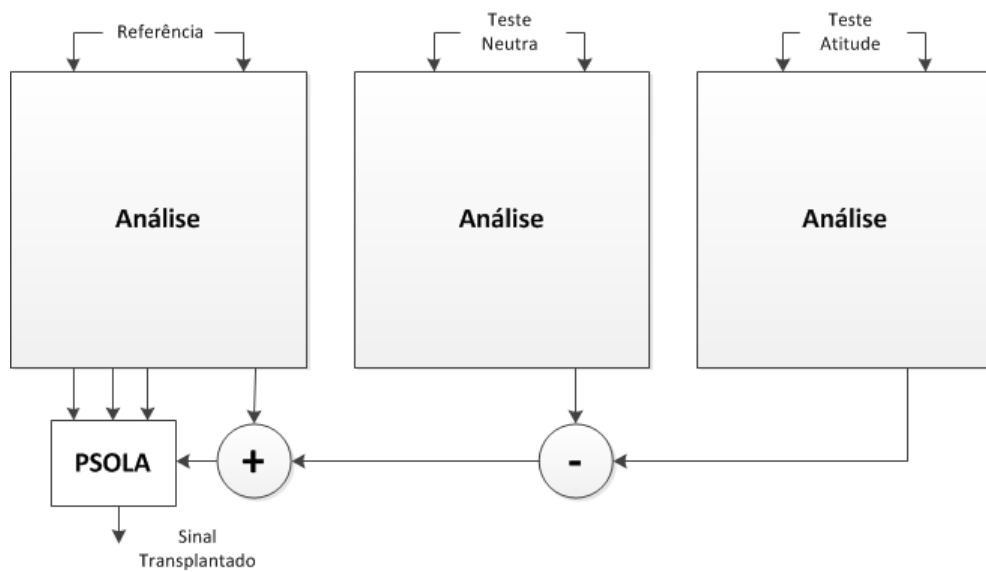 Referência
Teste
Neutra
Teste
Atitude
Análise
Análise
Análise
PSOLA
+
-
Sinal
Transplantado